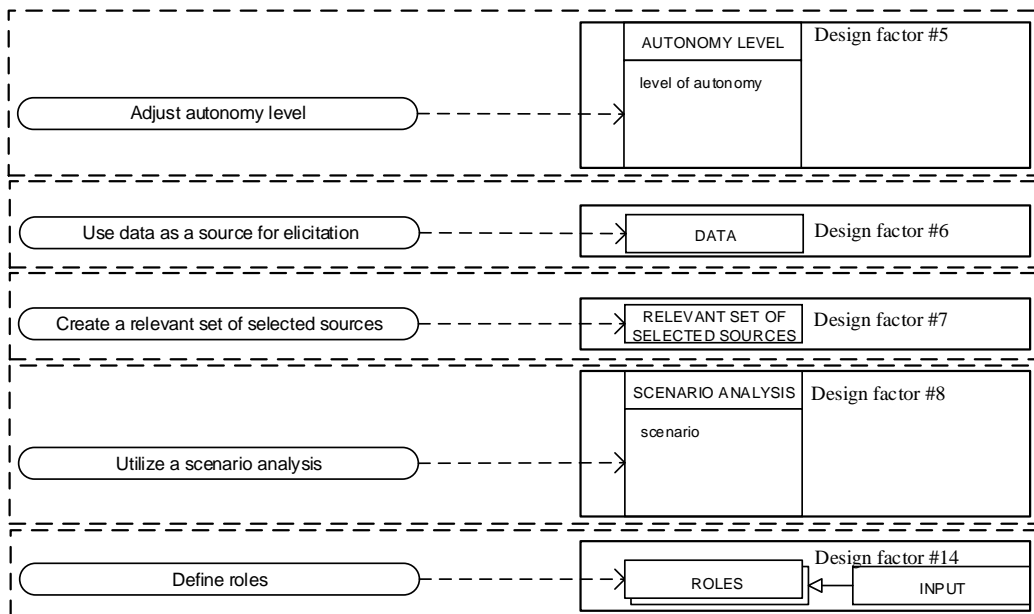 AUTONOMY LEVEL
Design factor #5
level of autonomy
Adjust autonomy level
Use data as a source for elicitation
DATA
Design factor #6
Create a relevant set of selected sources
RELEVANT SET OF
SELECTED SOURCES
Design factor #7
SCENARIO ANALYSIS
Design factor #8
scenario
Utilize a scenario analysis
Design factor #14
Define roles
ROLES
INPUT